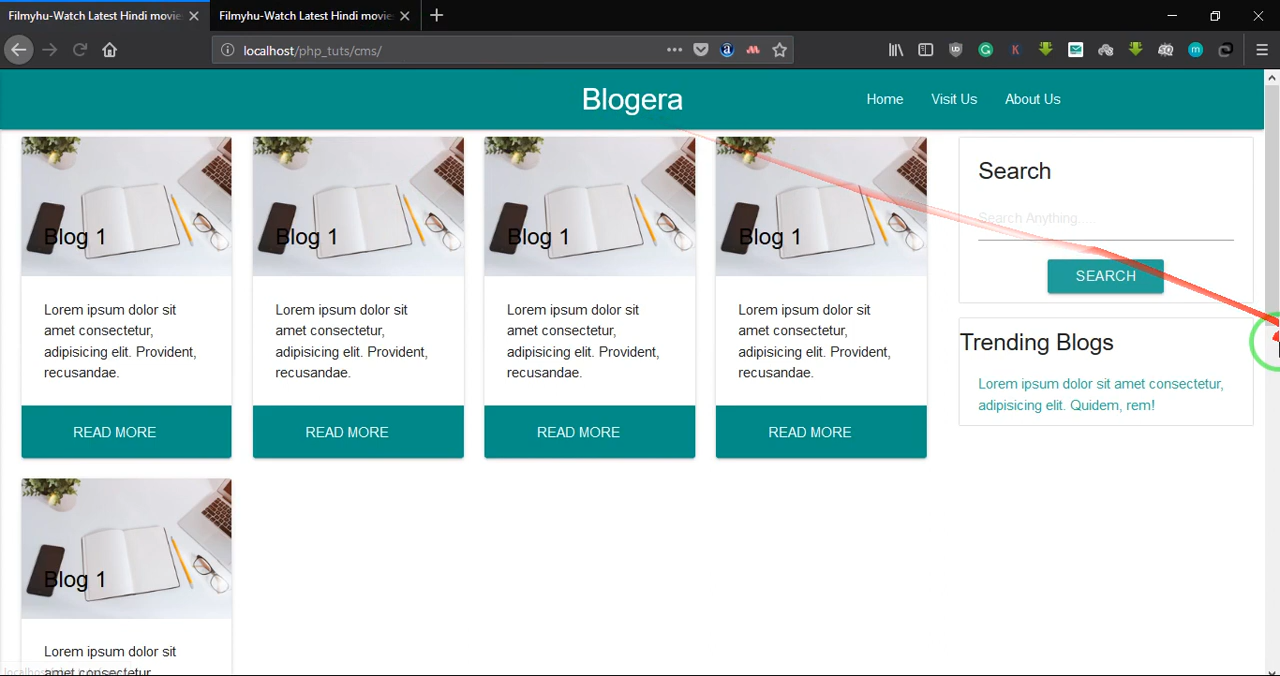 Filmyhu-Watch Latest Hindi movie
Filmyhu-Watch Latest Hindi movie
localhost/php_tuts/cms/
Blogera
Home
Visit Us
About Us
Blog 1
Lorem ipsum dolor sit
amet consectetur,
adipisicing elit. Provident,
recusandae.
READ MORE
Blog 1
Lorem ipsum dolor sit
amet consectetur,
adipisicing elit. Provident,
recusandae.
READ MORE
Blog 1
Lorem ipsum dolor sit
amet consectetur,
adipisicing elit. Provident,
recusandae.
READ MORE
Blog 1
Lorem ipsum dolor sit
amet consectetur,
adipisicing elit. Provident,
recusandae.
READ MORE
Search
Search Anything....
SEARCH
Trending Blogs
Lorem ipsum dolor sit amet consectetur,
adipisicing elit. Quidem, rem!
Blog 1
Lorem ipsum dolor sit
amet consectetur,